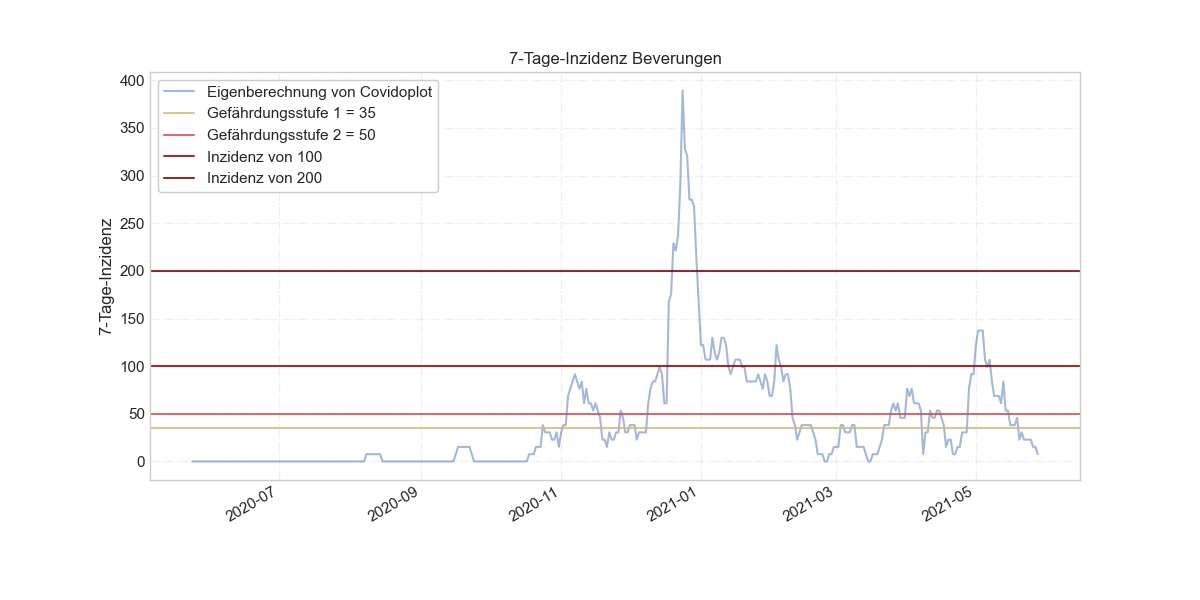 7-Tage-Inzidenz Beverungen
400
350
300
250
200
150
100
50
0
7-Tage-Inzidenz
Eigenberechnung von Covidoplot
Gefährdungsstufe 1 = 35
Gefährdungsstufe 2 = 50
Inzidenz von 100
Inzidenz von 200
2020-07
2020-09
2020-11
2021-01
2021-03
2021-05